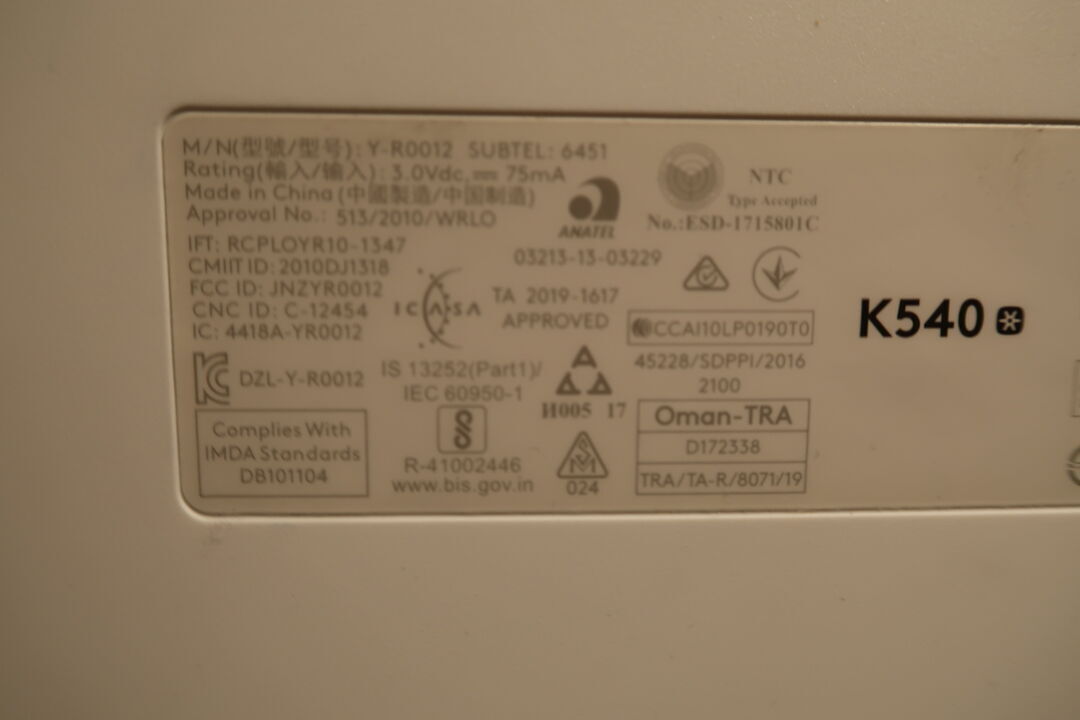 M/N(型號/型号): Y-R0012 SUBTEL: 6451
Rating(輸入/输入): 3.0Vdc, ⎓ 75mA
Made in China (中國製造/中国制造)
Approval No.: 513/2010/WRLO
IFT: RCPLOYR10-1347
CMIIT ID: 2010DJ1318
FCC ID: JNZYR0012
CNC ID: C-12454
IC: 4418A-YR0012
DZL-Y-R0012
Complies With
IMDA Standards
DB101104
ICASA
TA 2019-1617
APPROVED
IS 13252(Part1)/
IEC 60950-1
R-41002446
www.bis.gov.in
ANATEL
03213-13-03229
A
H005 17
SM
024
NTC
Type Accepted
No.:ESD-1715801C
CCAI10LP0190T0
45228/SDPPI/2016
2100
Oman-TRA
D172338
TRA/TA-R/8071/19
K540